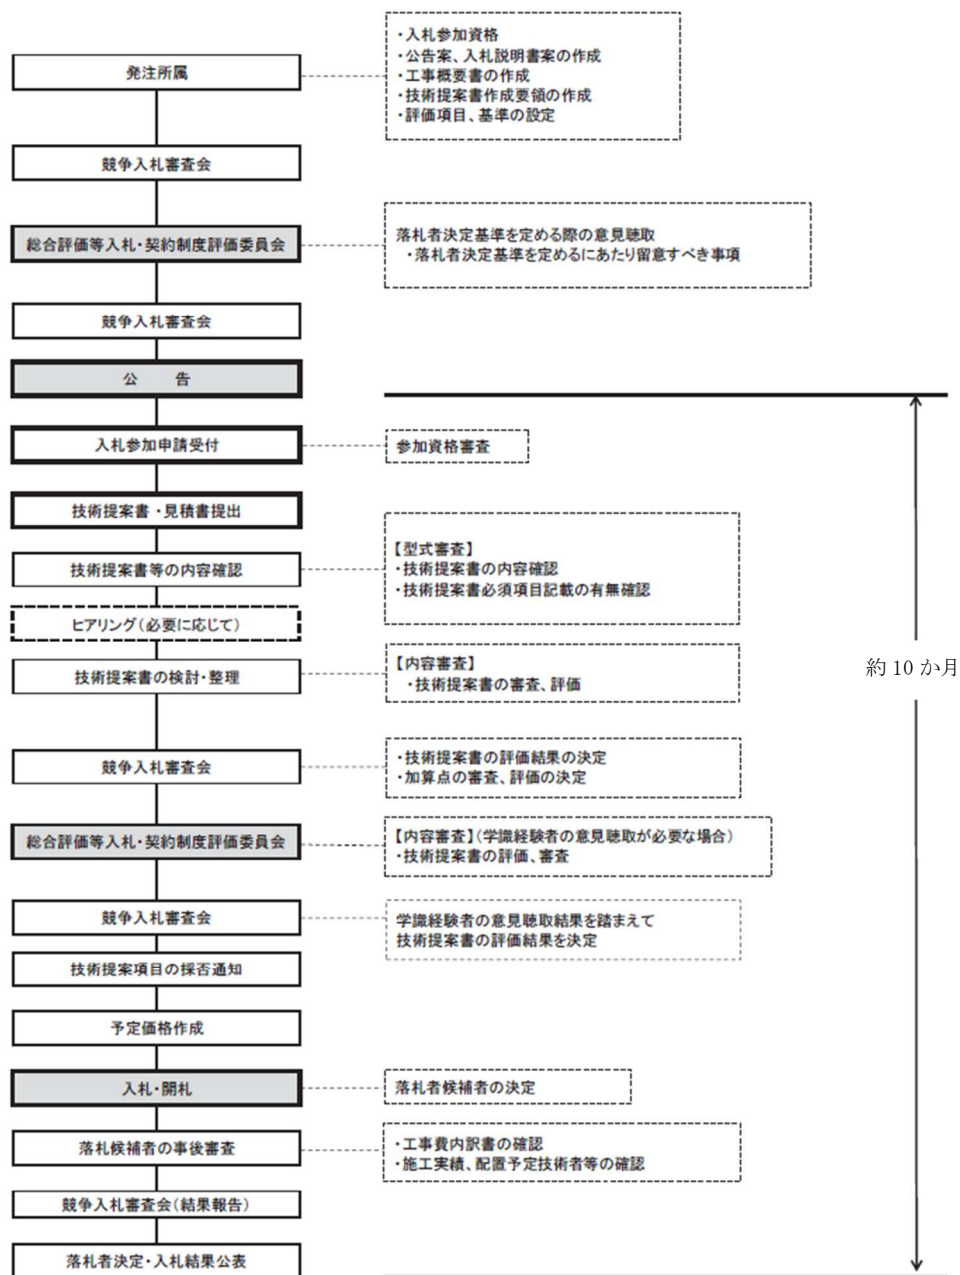 発注所属
・入札参加資格
・公告案、入札説明書案の作成
・工事概要書の作成
・技術提案書作成要領の作成
・評価項目、基準の設定
競争入札審査会
総合評価等入札・契約制度評価委員会
落札者決定基準を定める際の意見聴取
・落札者決定基準を定めるにあたり留意すべき事項
競争入札審査会
公　　告
入札参加申請受付
参加資格審査
技術提案書・見積書提出
技術提案書等の内容確認
【型式審査】
・技術提案書の内容確認
・技術提案書必須項目記載の有無確認
ヒアリング（必要に応じて）
技術提案書の検討・整理
【内容審査】
・技術提案書の審査、評価
約 10 か月
競争入札審査会
・技術提案書の評価結果の決定
・加算点の審査、評価の決定
総合評価等入札・契約制度評価委員会
【内容審査】（学識経験者の意見聴取が必要な場合）
・技術提案書の評価、審査
競争入札審査会
学識経験者の意見聴取結果を踏まえて
技術提案書の評価結果を決定
技術提案項目の採否通知
予定価格作成
入札・開札
落札者候補者の決定
落札候補者の事後審査
・工事費内訳書の確認
・施工実績、配置予定技術者等の確認
競争入札審査会（結果報告）
落札者決定・入札結果公表